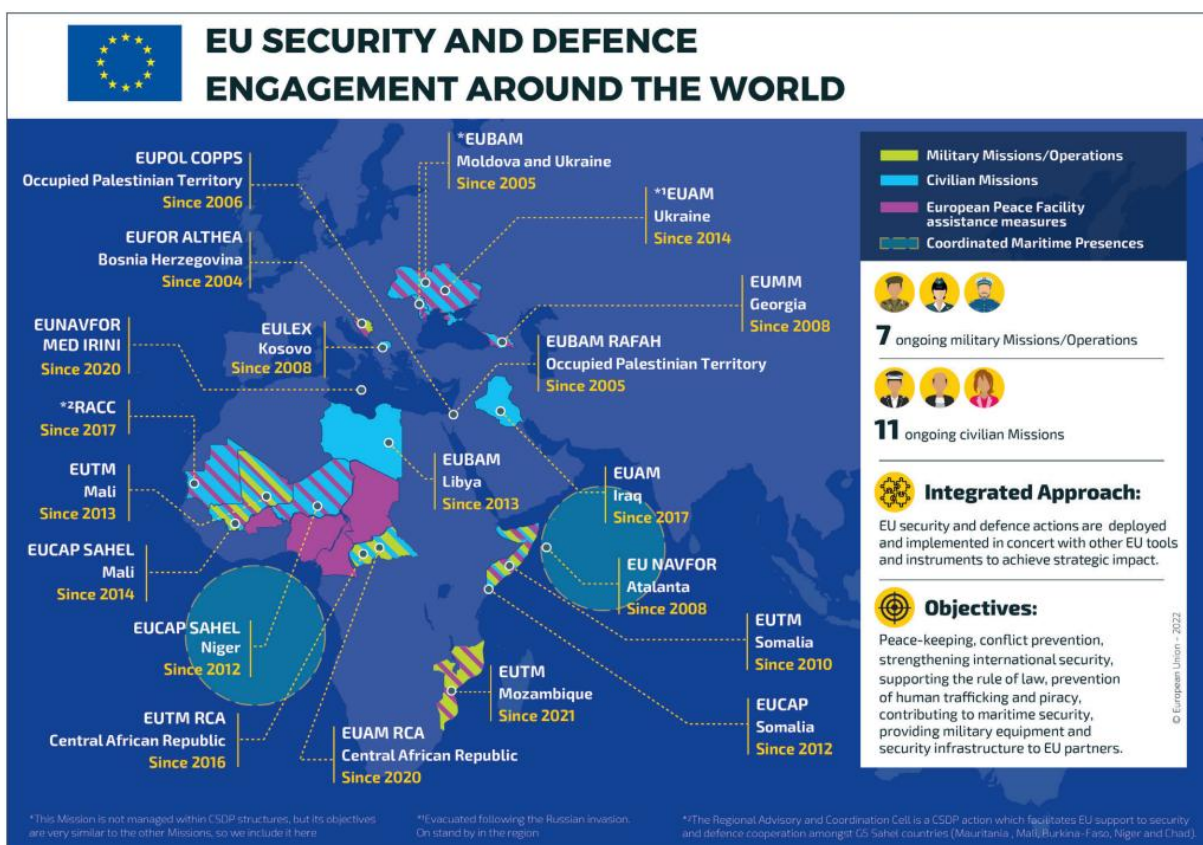 EU SECURITY AND DEFENCE
ENGAGEMENT AROUND THE WORLD
*EUBAM
Moldova and Ukraine
Since 2005
EUPOL COPPS
Occupied Palestinian Territory
Since 2006
*¹EUAM
Ukraine
Since 2014
EUFOR ALTHEA
Bosnia Herzegovina
Since 2004
EUMM
Georgia
Since 2008
EUNAVFOR
MED IRINI
Since 2020
EULEX
Kosovo
Since 2008
EUBAM RAFAH
Occupied Palestinian Territory
Since 2005
*²RACC
Since 2017
EUTM
Mali
Since 2013
EUBAM
Libya
Since 2013
EUAM
Iraq
Since 2017
EUCAP SAHEL
Mali
Since 2014
EU NAVFOR
Atalanta
Since 2008
EUCAP SAHEL
Niger
Since 2012
EUTM
Somalia
Since 2010
EUTM
Mozambique
Since 2021
EUTM RCA
Central African Republic
Since 2016
EUAM RCA
Central African Republic
Since 2020
EUCAP
Somalia
Since 2012
Military Missions/Operations
Civilian Missions
European Peace Facility
assistance measures
Coordinated Maritime Presences
7 ongoing military Missions/Operations
11 ongoing civilian Missions
Integrated Approach:
EU security and defence actions are deployed
and implemented in concert with other EU tools
and instruments to achieve strategic impact.
Objectives:
Peace-keeping, conflict prevention,
strengthening international security,
supporting the rule of law, prevention
of human trafficking and piracy,
contributing to maritime security,
providing military equipment and
security infrastructure to EU partners.
© European Union - 2022
*This Mission is not managed within CSDP structures, but its objectives
are very similar to the other Missions, so we include it here
*¹Evacuated following the Russian invasion.
On stand by in the region
*²The Regional Advisory and Coordination Cell is a CSDP action which facilitates EU support to security
and defence cooperation amongst G5 Sahel countries (Mauritania , Mali, Burkina-Faso, Niger and Chad).